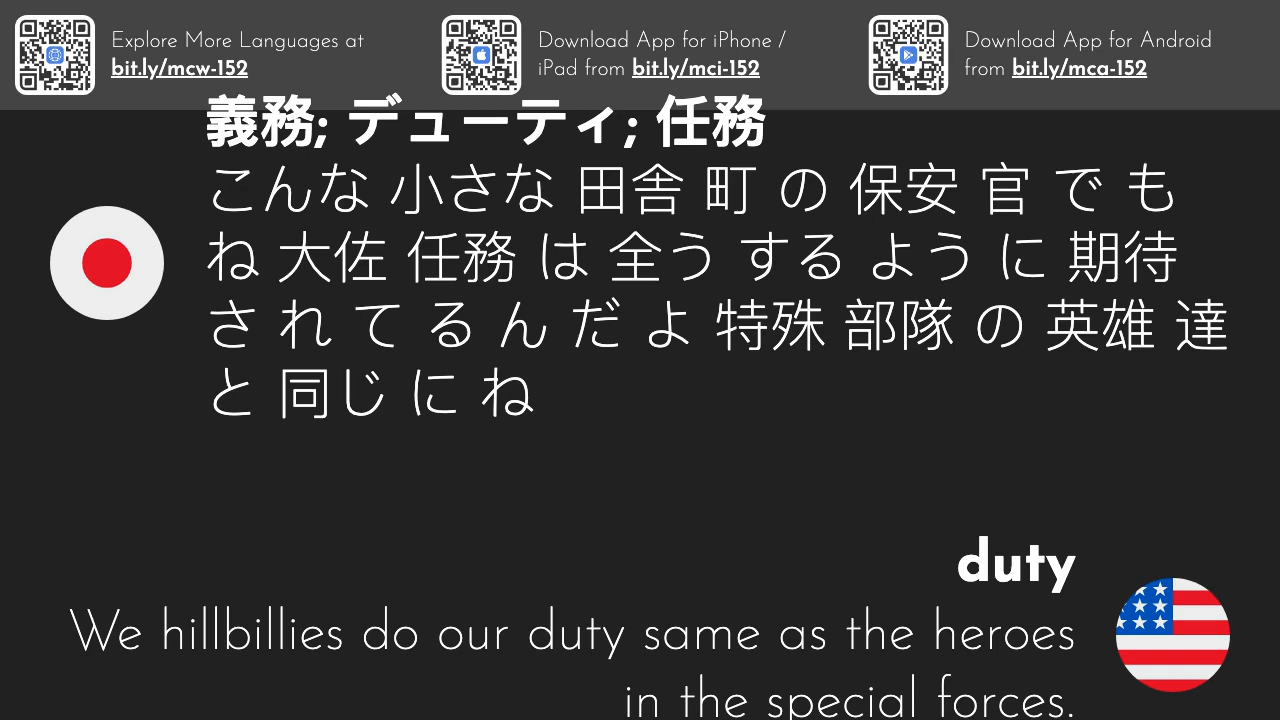 Explore More Languages at
bit.ly/mcw-152
Download App for iPhone /
iPad from bit.ly/mci-152
Download App for Android
from bit.ly/mca-152
義務; デューティ; 任務
こんな 小さな 田舎 町 の 保安 官 で も
ね 大佐 任務 は 全う する よう に 期待
さ れ て る ん だ よ 特殊 部隊 の 英雄 達
と 同じ に ね
duty
We hillbillies do our duty same as the heroes
in the special forces.